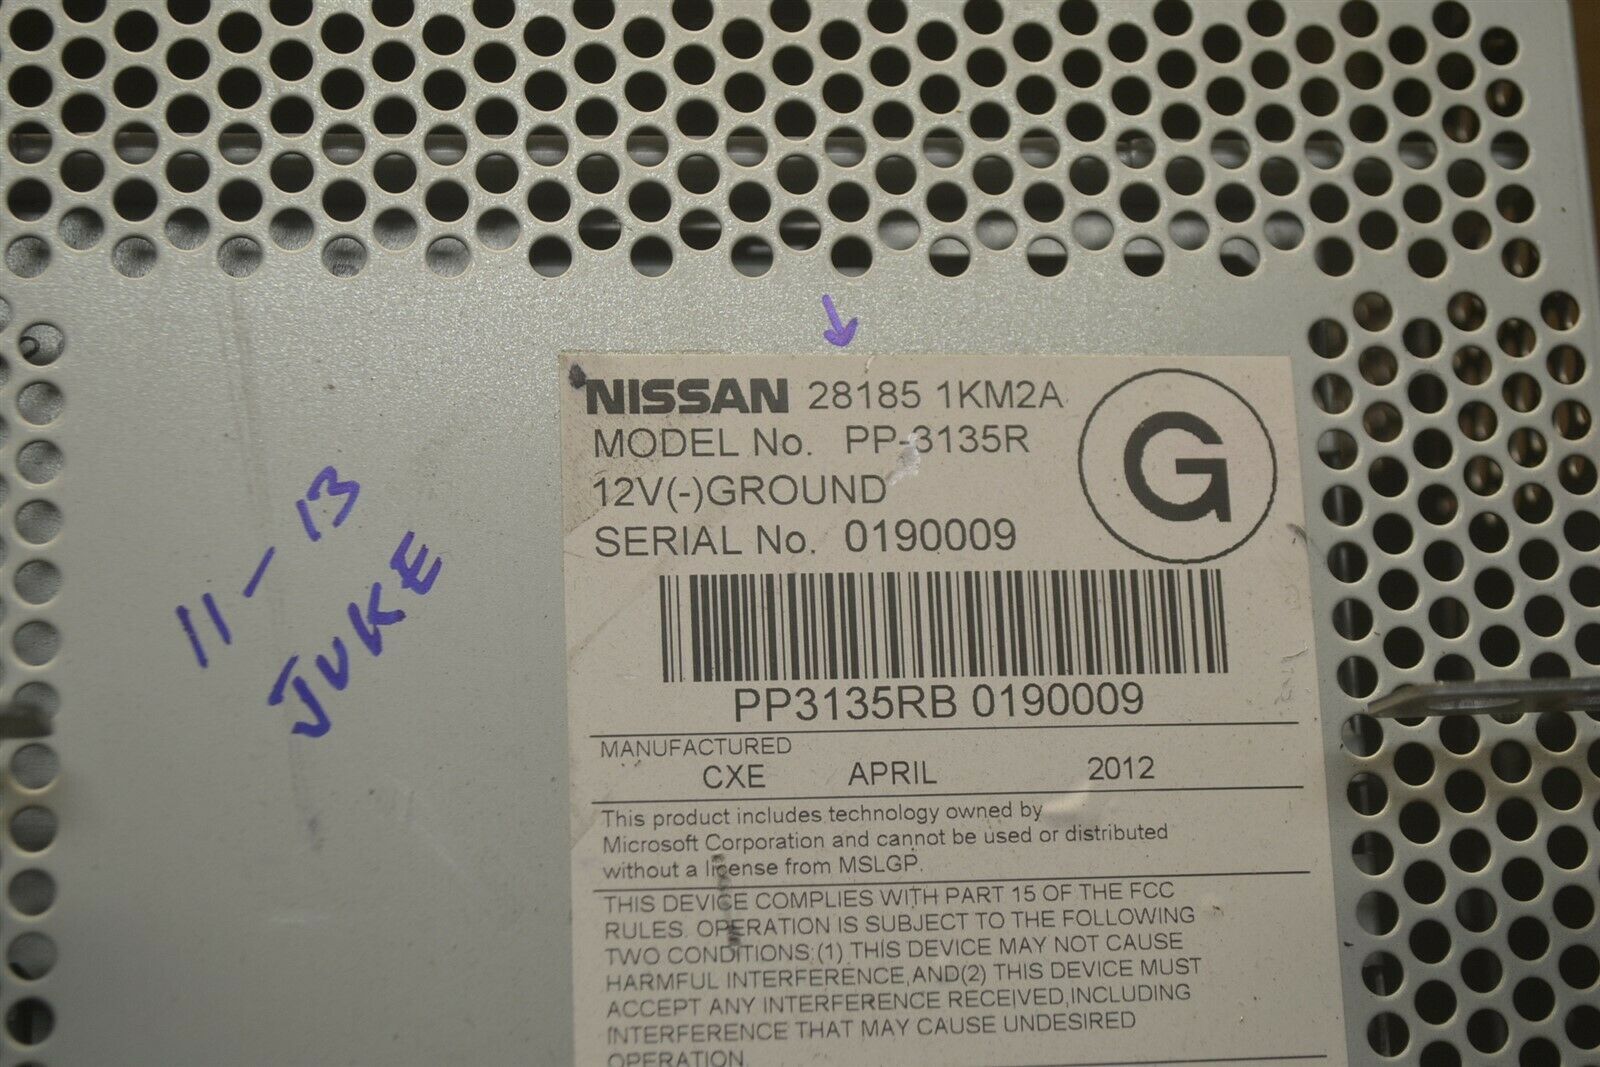 11-13
JUKE
NISSAN 28185 1KM2A
G
MODEL No. PP-3135R
12V(-)GROUND
SERIAL No. 0190009
PP3135RB 0190009
MANUFACTURED
CXE APRIL 2012
This product includes technology owned by
Microsoft Corporation and cannot be used or distributed
without a license from MSLGP.
THIS DEVICE COMPLIES WITH PART 15 OF THE FCC
RULES. OPERATION IS SUBJECT TO THE FOLLOWING
TWO CONDITIONS:(1) THIS DEVICE MAY NOT CAUSE
HARMFUL INTERFERENCE,AND(2) THIS DEVICE MUST
ACCEPT ANY INTERFERENCE RECEIVED,INCLUDING
INTERFERENCE THAT MAY CAUSE UNDESIRED
OPERATION.